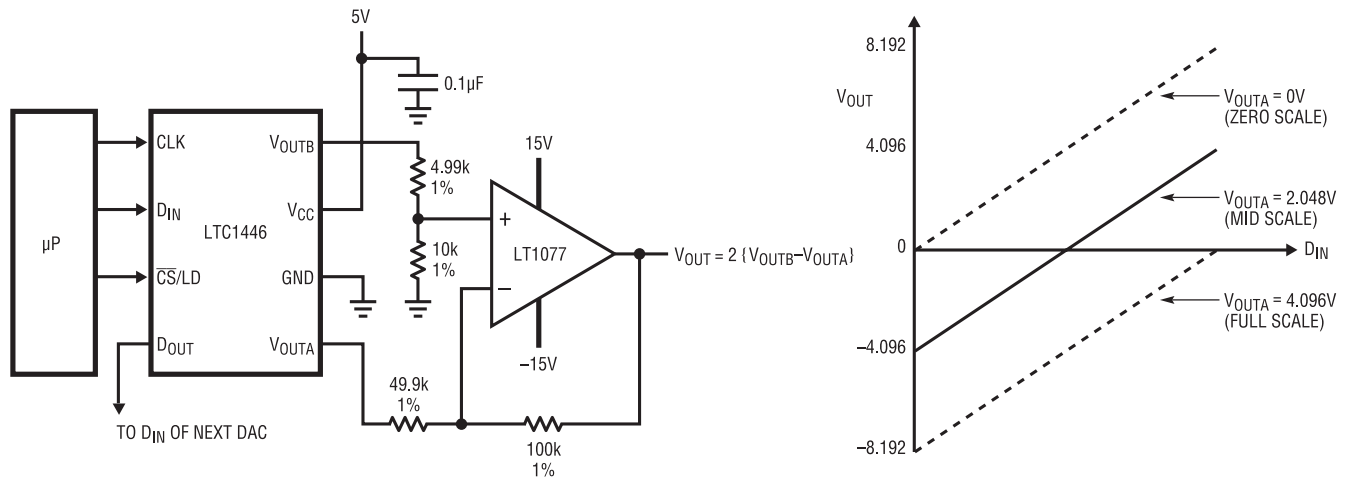 5V
0.1µF
µP
CLK
DIN
CS/LD
DOUT
LTC1446
VOUTB
VCC
GND
VOUTA
TO DIN OF NEXT DAC
4.99k
1%
10k
1%
49.9k
1%
100k
1%
15V
+
LT1077
–
–15V
VOUT = 2 {VOUTB–VOUTA}
8.192
VOUT
4.096
0
–4.096
–8.192
DIN
VOUTA = 0V
(ZERO SCALE)
VOUTA = 2.048V
(MID SCALE)
VOUTA = 4.096V
(FULL SCALE)